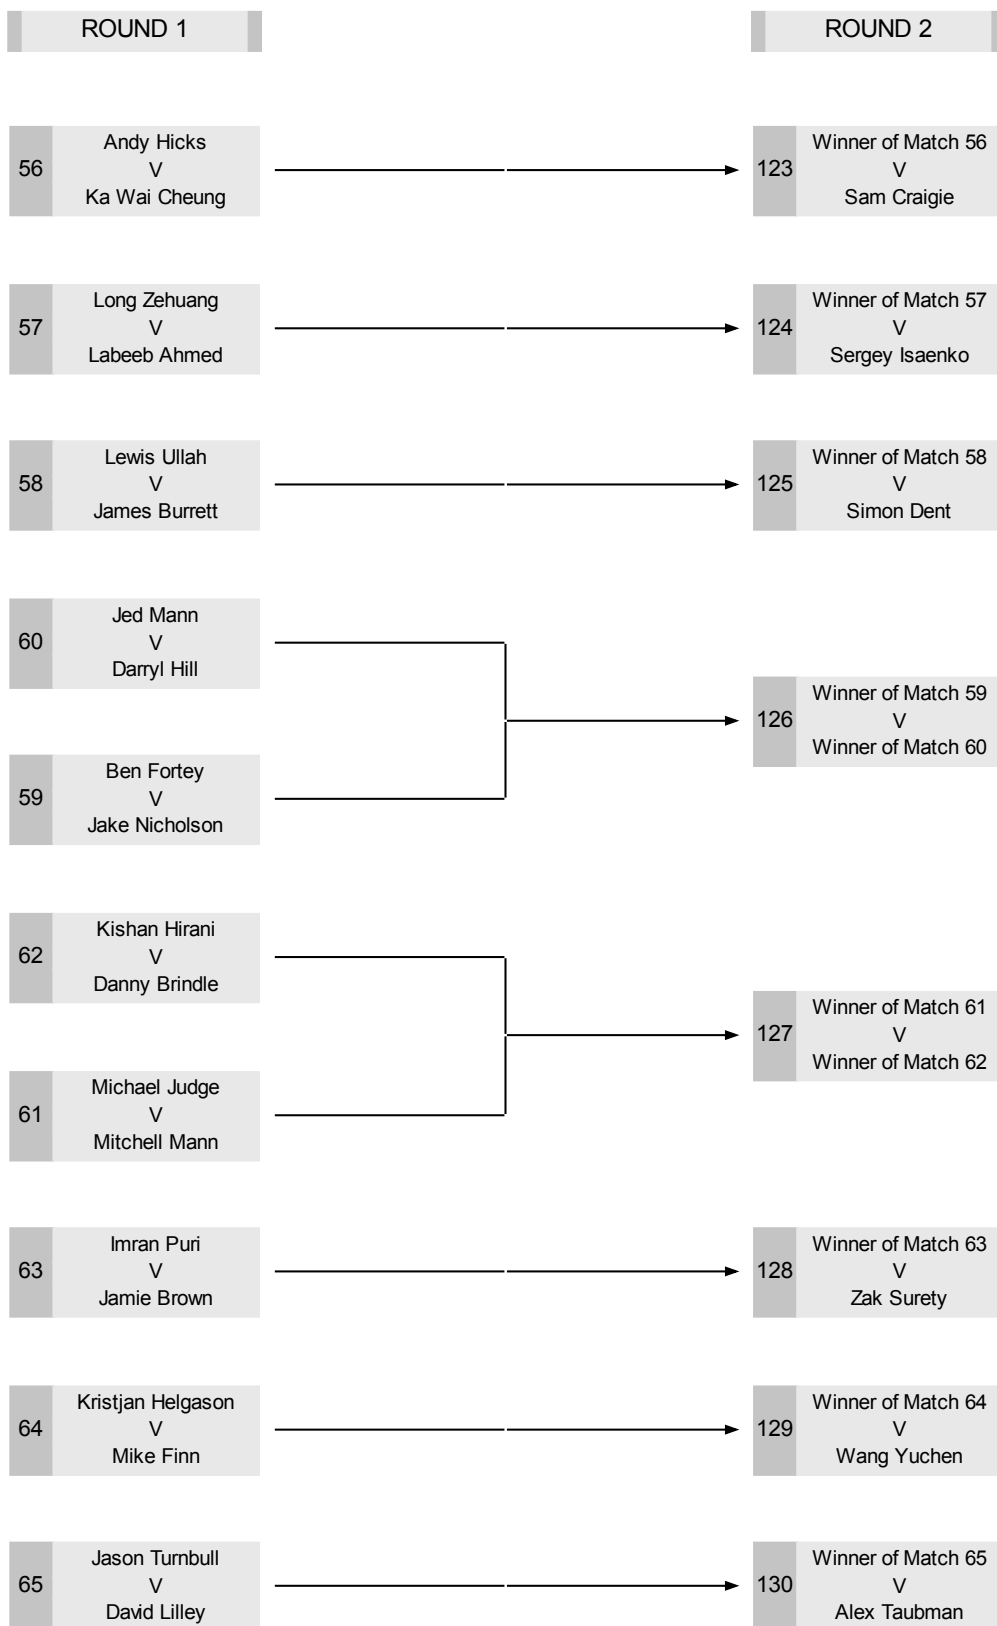 ROUND 1
ROUND 2
56
Andy Hicks
V
Ka Wai Cheung
123
Winner of Match 56
V
Sam Craigie
57
Long Zehuang
V
Labeeb Ahmed
124
Winner of Match 57
V
Sergey Isaenko
58
Lewis Ullah
V
James Burrett
125
Winner of Match 58
V
Simon Dent
60
Jed Mann
V
Darryl Hill
59
Ben Fortey
V
Jake Nicholson
126
Winner of Match 59
V
Winner of Match 60
62
Kishan Hirani
V
Danny Brindle
61
Michael Judge
V
Mitchell Mann
127
Winner of Match 61
V
Winner of Match 62
63
Imran Puri
V
Jamie Brown
128
Winner of Match 63
V
Zak Surety
64
Kristjan Helgason
V
Mike Finn
129
Winner of Match 64
V
Wang Yuchen
65
Jason Turnbull
V
David Lilley
130
Winner of Match 65
V
Alex Taubman